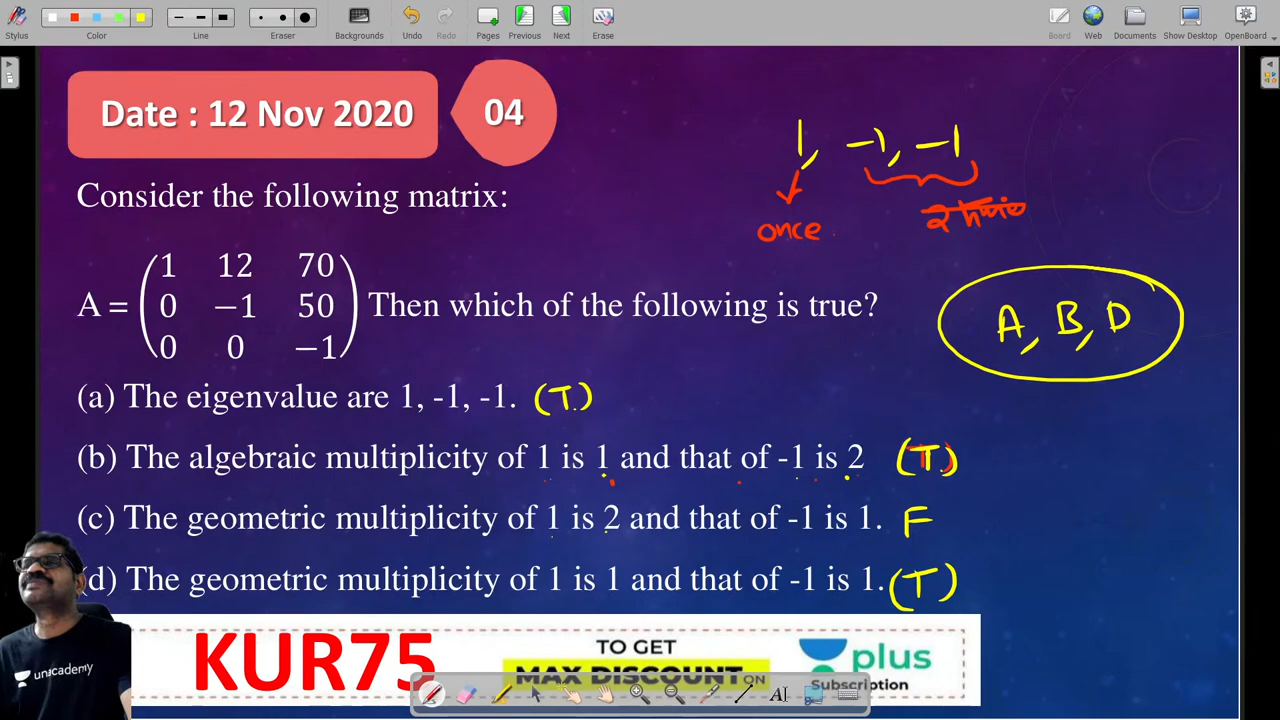 Stylus Color Line Eraser Backgrounds Undo Redo Pages Previous Next Erase Board Web Documents Show Desktop OpenBoard
Date : 12 Nov 2020 04
1, -1, -1
once
Consider the following matrix:
1 12 70
A = 0 −1 50 Then which of the following is true?
0 0 −1
A, B, D
(a) The eigenvalue are 1, -1, -1. (T)
(b) The algebraic multiplicity of 1 is 1 and that of -1 is 2 (T)
(c) The geometric multiplicity of 1 is 2 and that of -1 is 1. F
(d) The geometric multiplicity of 1 is 1 and that of -1 is 1. (T)
unacademy
KUR75
TO GET
MAX DISCOUNT ON
plus
Subscription